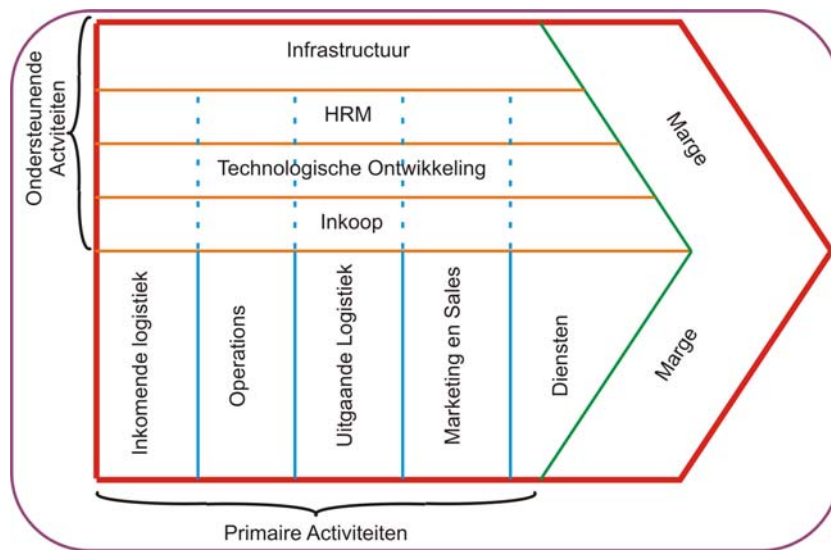 Ondersteunende
Actviteiten
Infrastructuur
HRM
Technologische Ontwikkeling
Inkoop
Marge
Inkomende logistiek
Operations
Uitgaande Logistiek
Marketing en Sales
Diensten
Marge
Primaire Activiteiten